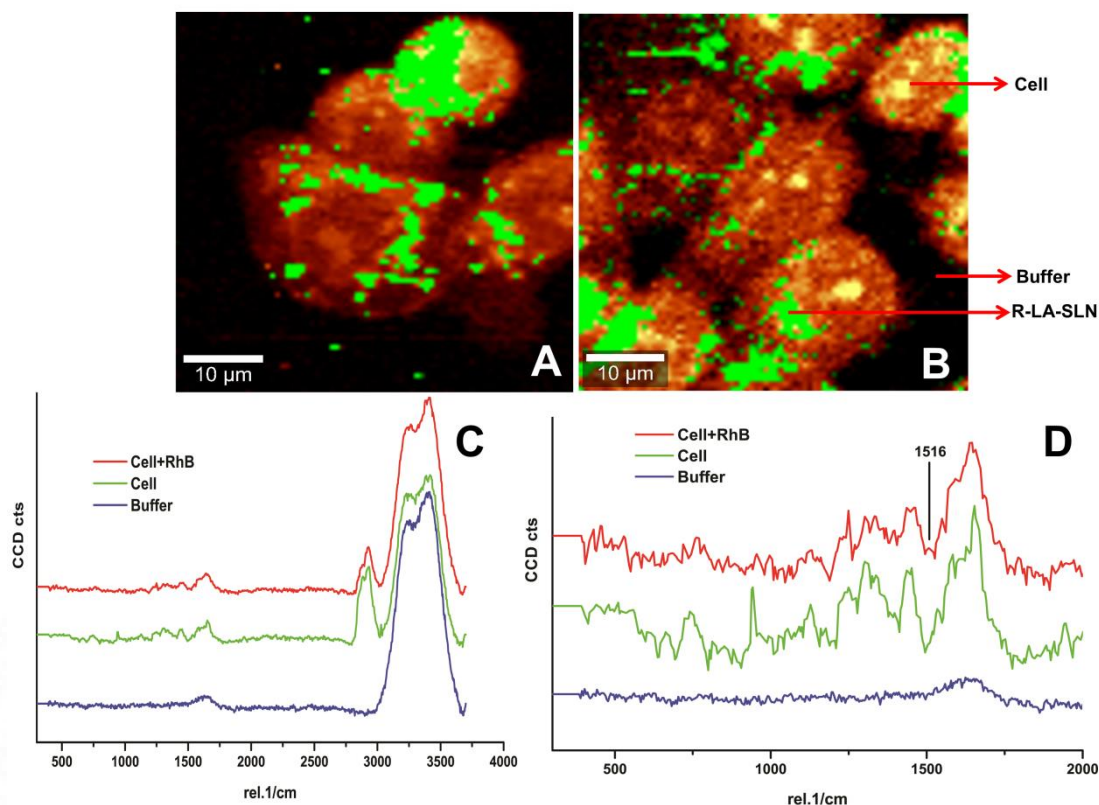 Cell
Buffer
R-LA-SLN
10 µm
A
10 µm
B
C
Cell+RhB
Cell
Buffer
CCD cts
500 1000 1500 2000 2500 3000 3500 4000
rel.1/cm
D
Cell+RhB
Cell
Buffer
1516
CCD cts
500 1000 1500 2000
rel.1/cm